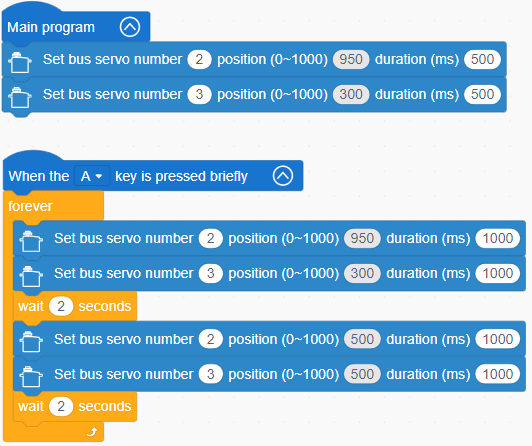 Main program
Set bus servo number 2 position (0~1000) 950 duration (ms) 500
Set bus servo number 3 position (0~1000) 300 duration (ms) 500
When the A key is pressed briefly
forever
Set bus servo number 2 position (0~1000) 950 duration (ms) 1000
Set bus servo number 3 position (0~1000) 300 duration (ms) 1000
wait 2 seconds
Set bus servo number 2 position (0~1000) 500 duration (ms) 1000
Set bus servo number 3 position (0~1000) 500 duration (ms) 1000
wait 2 seconds